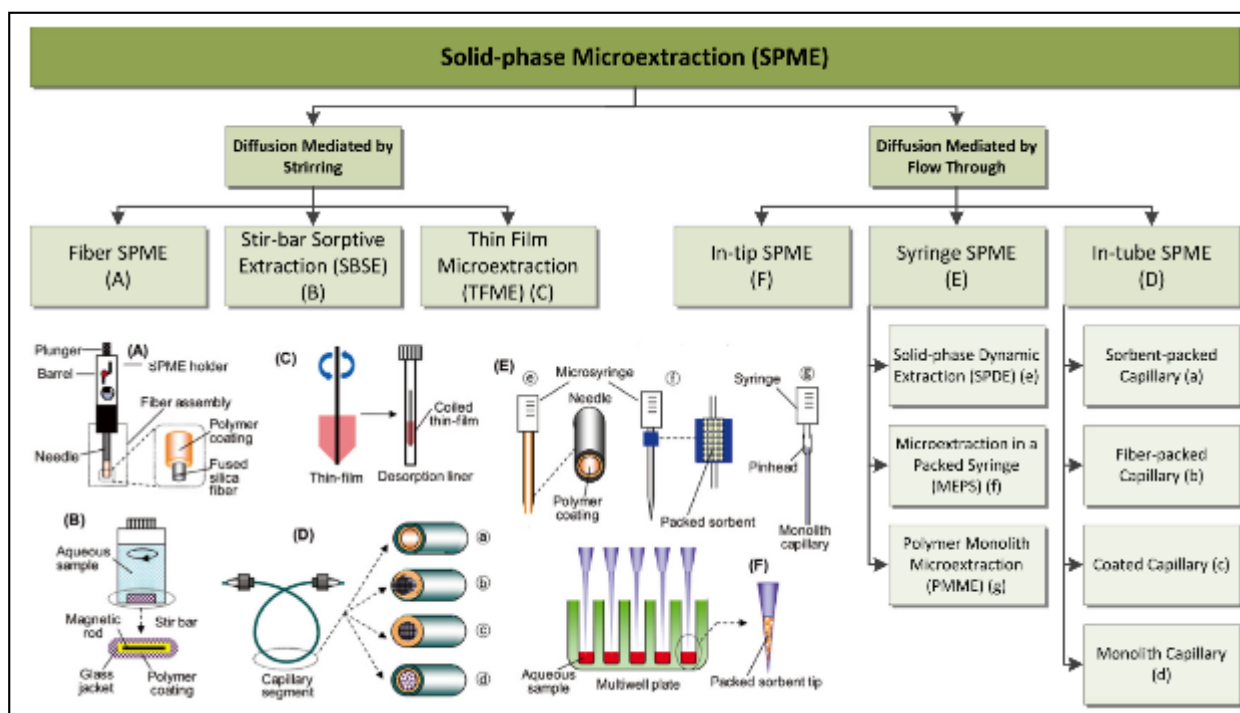 Solid-phase Microextraction (SPME)
Diffusion Mediated by
Strirring
Diffusion Mediated by
Flow Through
Fiber SPME
(A)
Stir-bar Sorptive
Extraction (SBSE)
(B)
Thin Film
Microextraction
(TFME) (C)
In-tip SPME
(F)
Syringe SPME
(E)
In-tube SPME
(D)
Solid-phase Dynamic
Extraction (SPDE) (e)
Microextraction in a
Packed Syringe
(MEPS) (f)
Polymer Monolith
Microextraction
(PMME) (g)
Sorbent-packed
Capillary (a)
Fiber-packed
Capillary (b)
Coated Capillary (c)
Monolith Capillary
(d)
Plunger
(A)
SPME holder
Barrel
Fiber assembly
Polymer
coating
Needle
Fused
silica
fiber
(C)
Coiled
thin-film
Thin-film
Desorption liner
(E)
e
Microsyringe
f
Needle
Syringe
g
Pinhead
Polymer
coating
Packed sorbent
Monolith
capillary
(B)
Aqueous
sample
Magnetic
rod
Stir bar
Glass
jacket
Polymer
coating
(D)
a
b
c
d
Capillary
segment
(F)
Aqueous
sample
Multiwell plate
Packed sorbent tip